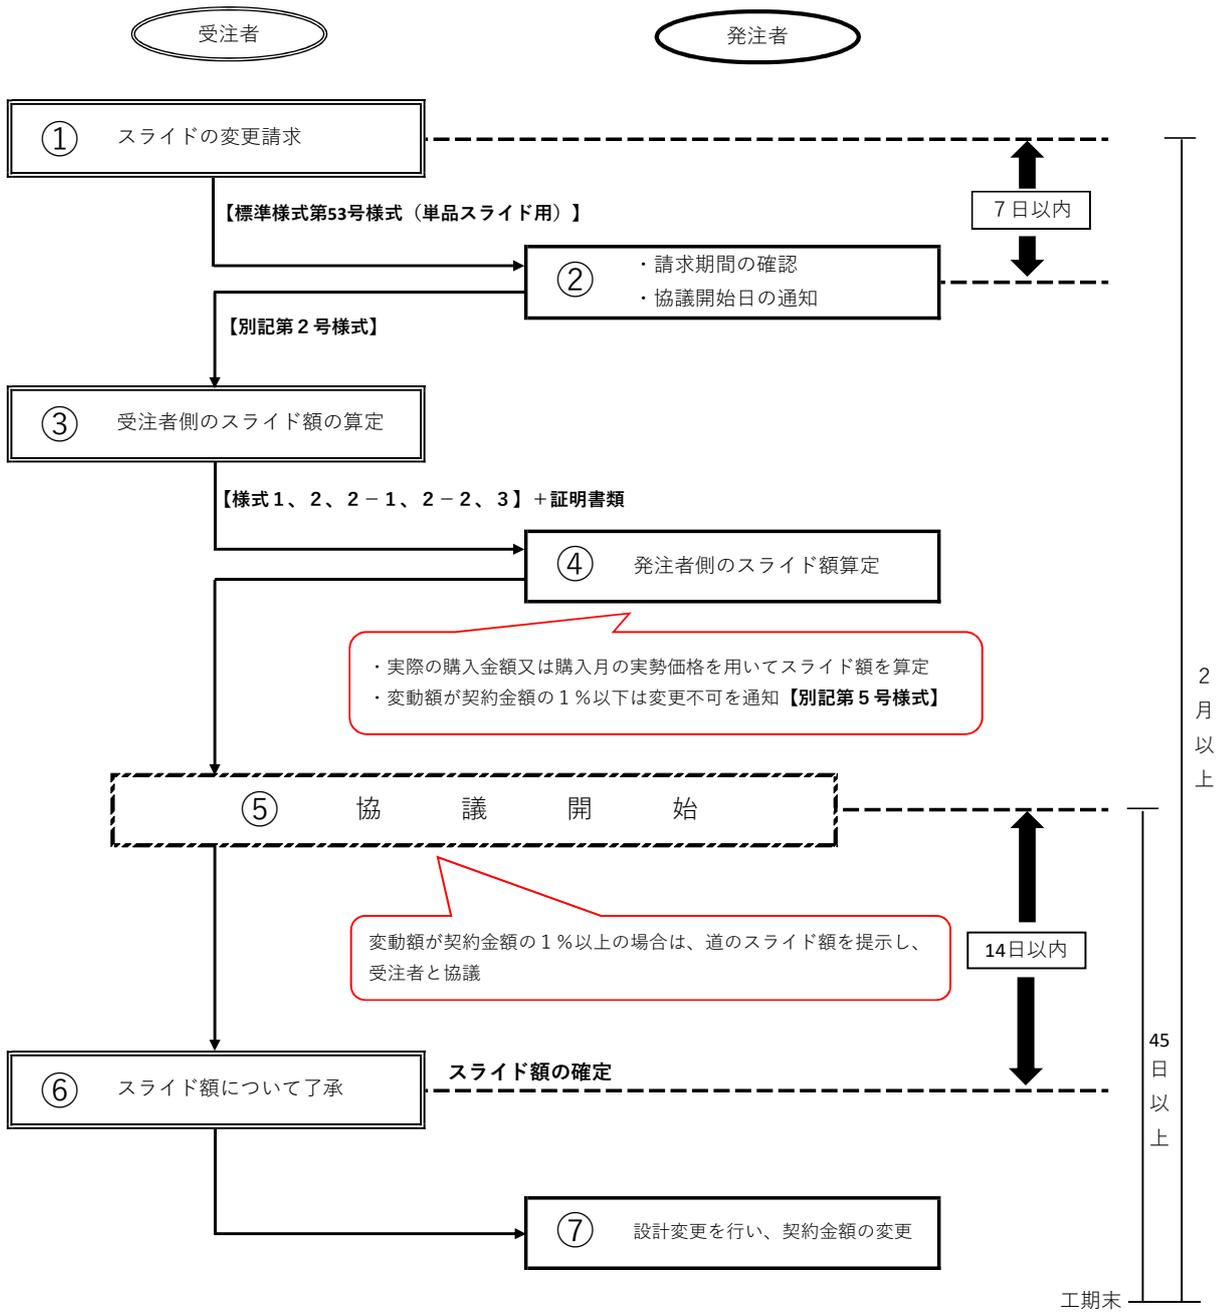 受注者
発注者
① スライドの変更請求
７日以内
【標準様式第53号様式（単品スライド用）】
② ・請求期間の確認
・協議開始日の通知
【別記第２号様式】
③ 受注者側のスライド額の算定
【様式１、２、２－１、２－２、３】＋証明書類
④ 発注者側のスライド額算定
・実際の購入金額又は購入月の実勢価格を用いてスライド額を算定
・変動額が契約金額の１％以下は変更不可を通知【別記第５号様式】
２月以上
⑤ 協議開始
変動額が契約金額の１％以上の場合は、道のスライド額を提示し、
受注者と協議
14日以内
45日以上
⑥ スライド額について了承
スライド額の確定
⑦ 設計変更を行い、契約金額の変更
工期末